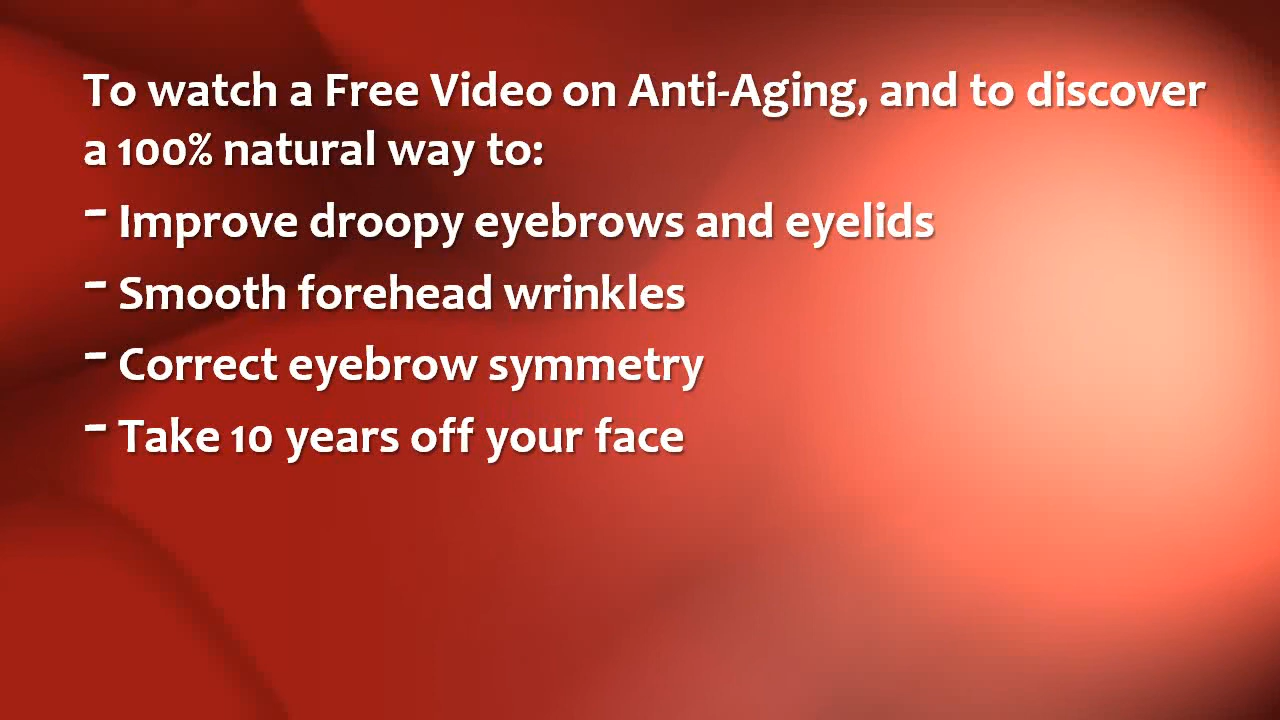 To watch a Free Video on Anti-Aging, and to discover
a 100% natural way to:
- Improve droopy eyebrows and eyelids
- Smooth forehead wrinkles
- Correct eyebrow symmetry
- Take 10 years off your face